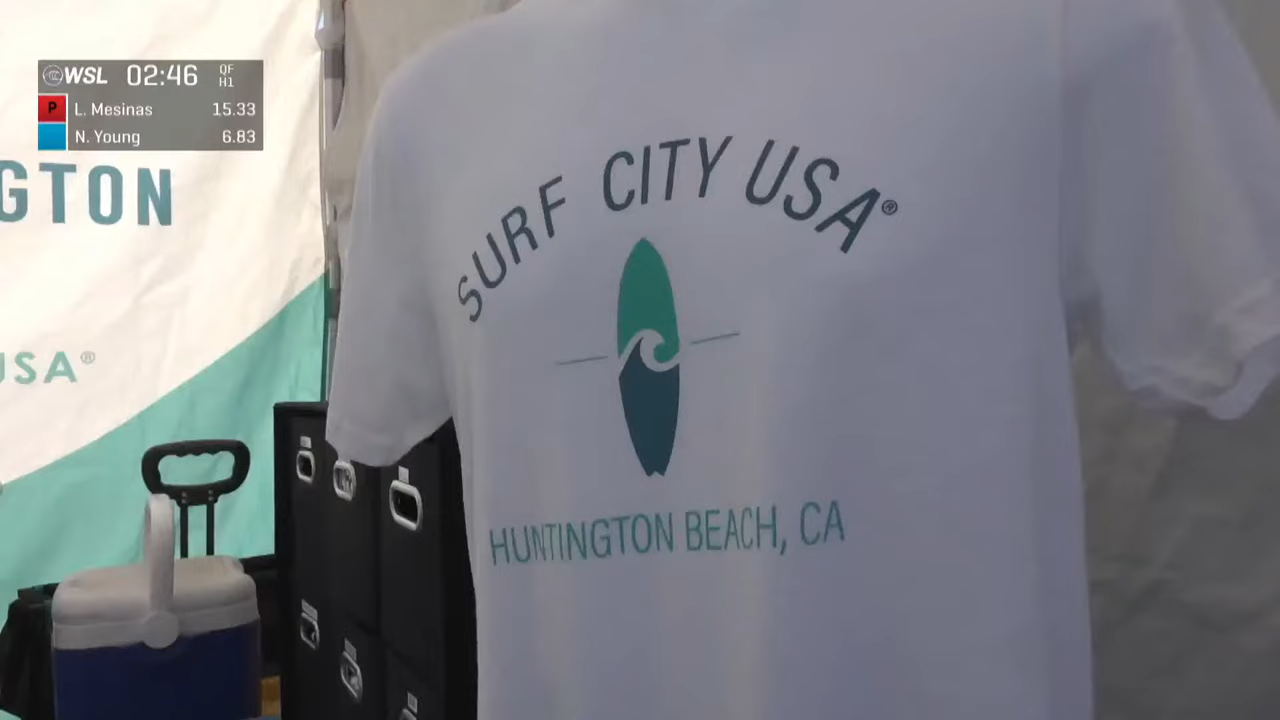 WSL 02:46 QF H1
P L. Mesinas 15.33
N. Young 6.83
GTON
USA®
SURF CITY USA®
HUNTINGTON BEACH, CA